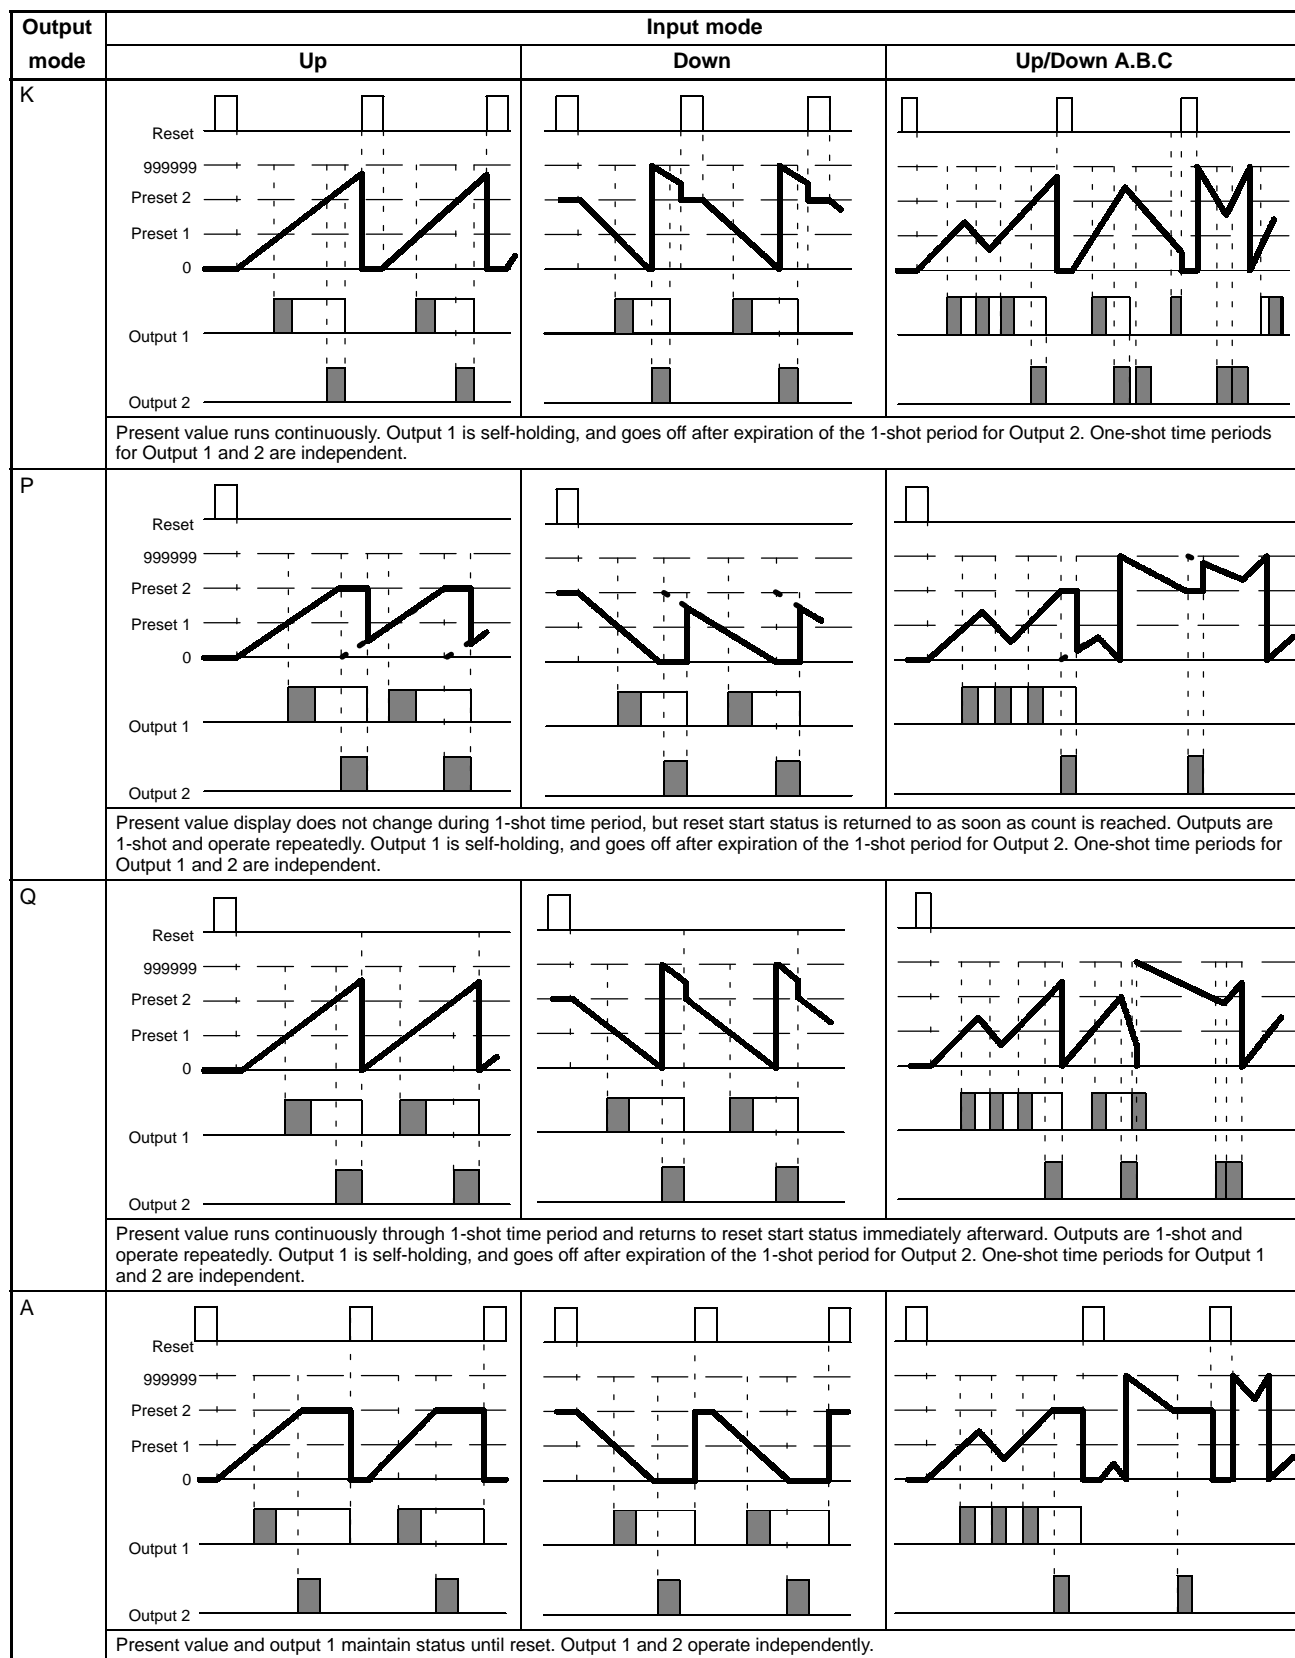 Output mode
Input mode
Up
Down
Up/Down A.B.C
K
Reset
999999
Preset 2
Preset 1
0
Output 1
Output 2
Present value runs continuously. Output 1 is self-holding, and goes off after expiration of the 1-shot period for Output 2. One-shot time periods
for Output 1 and 2 are independent.
P
Reset
999999
Preset 2
Preset 1
0
Output 1
Output 2
Present value display does not change during 1-shot time period, but reset start status is returned to as soon as count is reached. Outputs are
1-shot and operate repeatedly. Output 1 is self-holding, and goes off after expiration of the 1-shot period for Output 2. One-shot time periods for
Output 1 and 2 are independent.
Q
Reset
999999
Preset 2
Preset 1
0
Output 1
Output 2
Present value runs continuously through 1-shot time period and returns to reset start status immediately afterward. Outputs are 1-shot and
operate repeatedly. Output 1 is self-holding, and goes off after expiration of the 1-shot period for Output 2. One-shot time periods for Output 1
and 2 are independent.
A
Reset
999999
Preset 2
Preset 1
0
Output 1
Output 2
Present value and output 1 maintain status until reset. Output 1 and 2 operate independently.